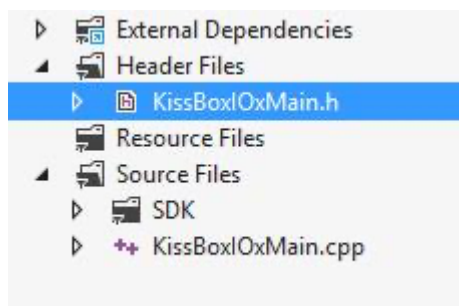 External Dependencies
Header Files
KissBoxIOxMain.h
Resource Files
Source Files
SDK
KissBoxIOxMain.cpp